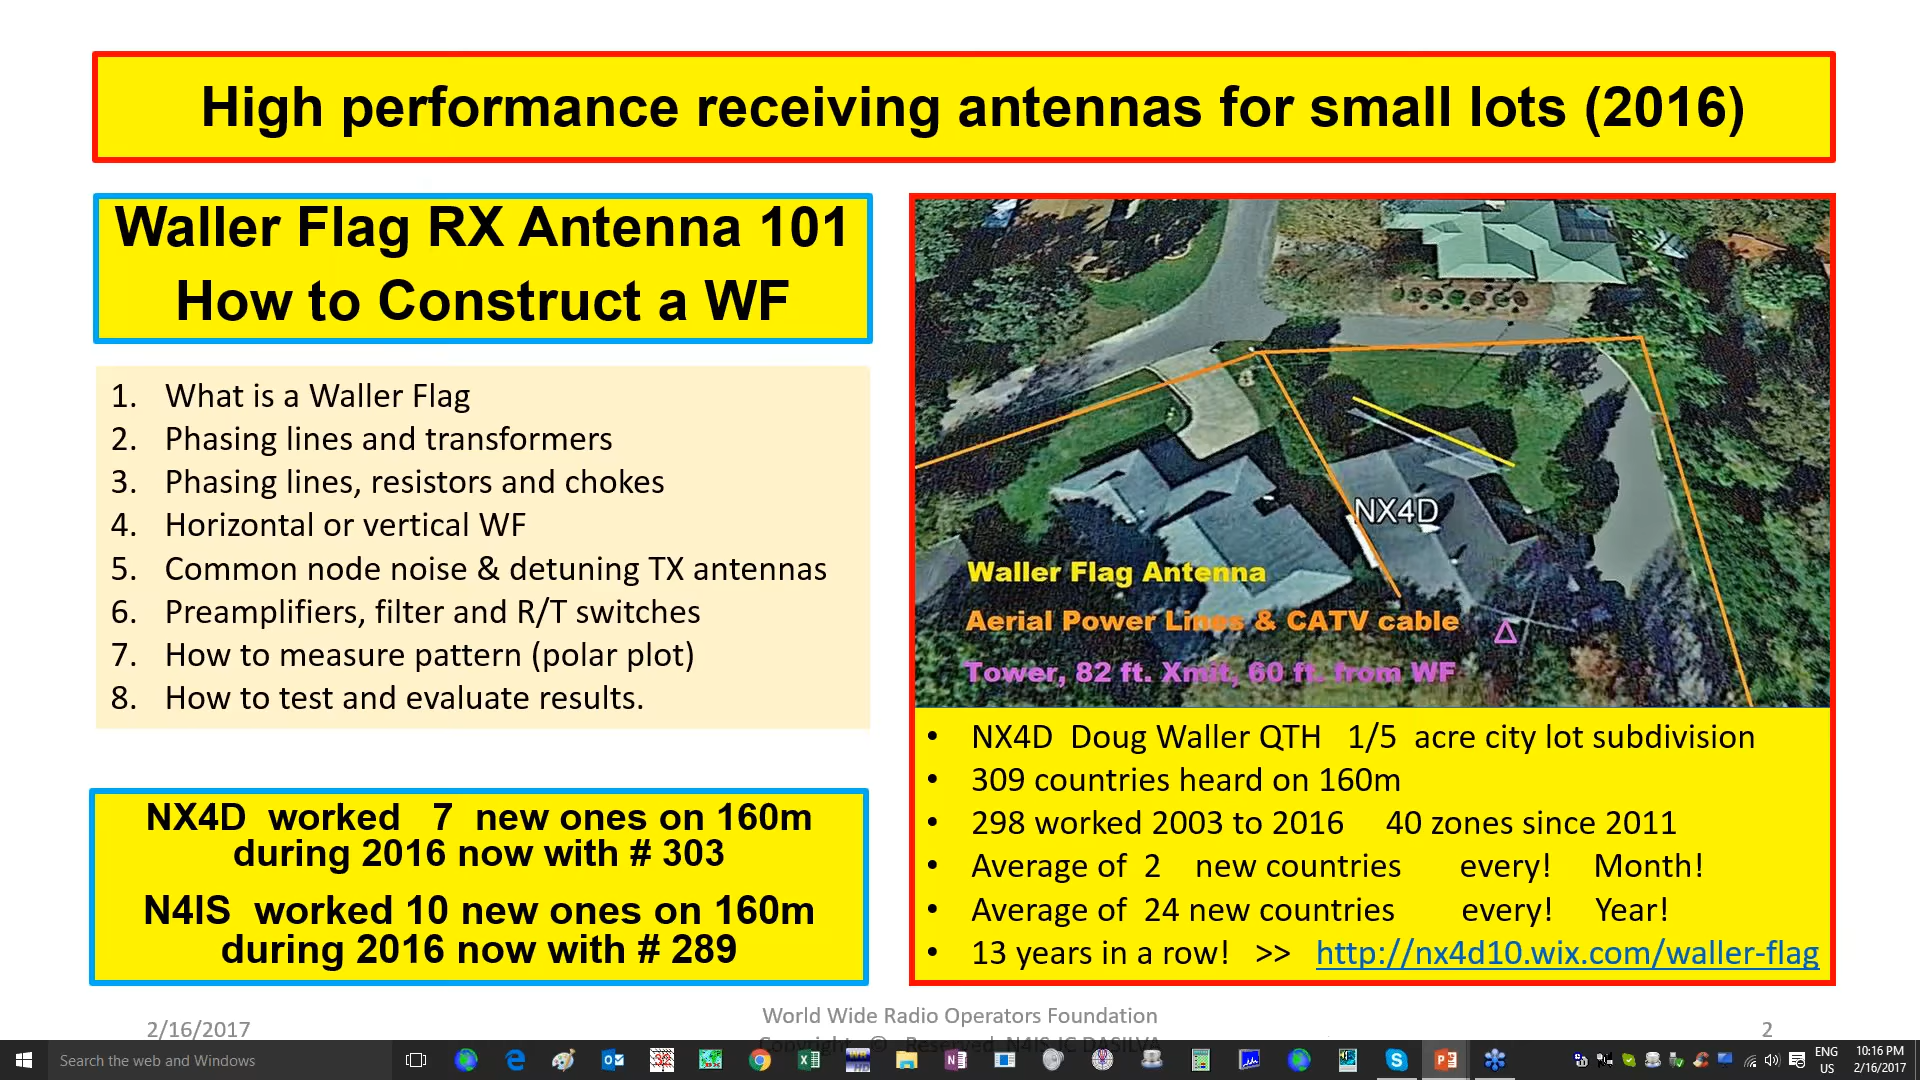 High performance receiving antennas for small lots (2016)
Waller Flag RX Antenna 101
How to Construct a WF
1. What is a Waller Flag
2. Phasing lines and transformers
3. Phasing lines, resistors and chokes
4. Horizontal or vertical WF
5. Common node noise & detuning TX antennas
6. Preamplifiers, filter and R/T switches
7. How to measure pattern (polar plot)
8. How to test and evaluate results.
NX4D worked 7 new ones on 160m
during 2016 now with # 303
N4IS worked 10 new ones on 160m
during 2016 now with # 289
NX4D
Waller Flag Antenna
Aerial Power Lines & CATV cable
Tower, 82 ft. Xmit, 60 ft. from WF
• NX4D Doug Waller QTH 1/5 acre city lot subdivision
• 309 countries heard on 160m
• 298 worked 2003 to 2016 40 zones since 2011
• Average of 2 new countries every! Month!
• Average of 24 new countries every! Year!
• 13 years in a row! >> http://nx4d10.wix.com/waller-flag
2/16/2017
World Wide Radio Operators Foundation
Copyright © Reserved N4IS JC DASILVA
2
Search the web and Windows
ENG
US
10:16 PM
2/16/2017